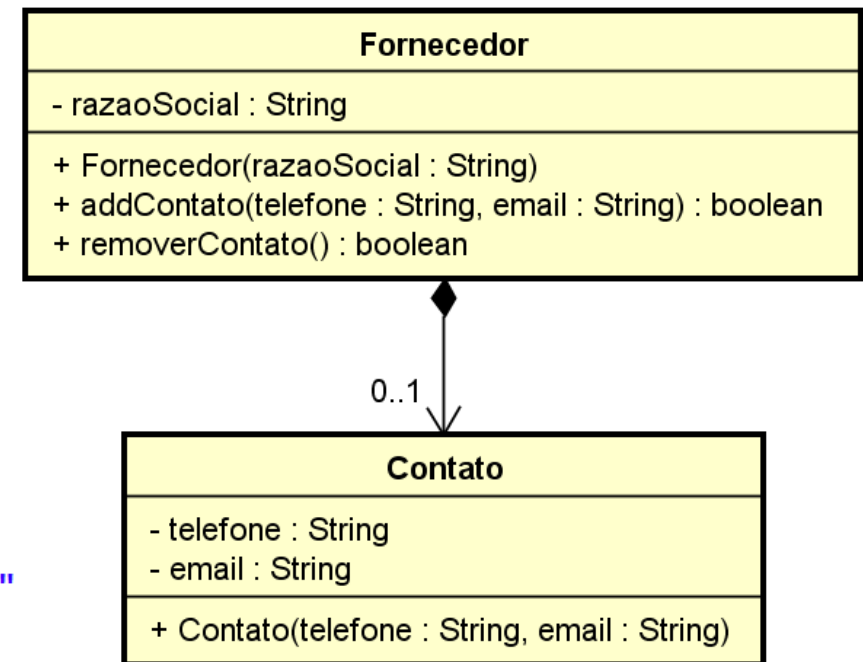 Fornecedor
- razaoSocial : String
+ Fornecedor(razaoSocial : String)
+ addContato(telefone : String, email : String) : boolean
+ removerContato() : boolean
0..1
Contato
- telefone : String
- email : String
"
+ Contato(telefone : String, email : String)